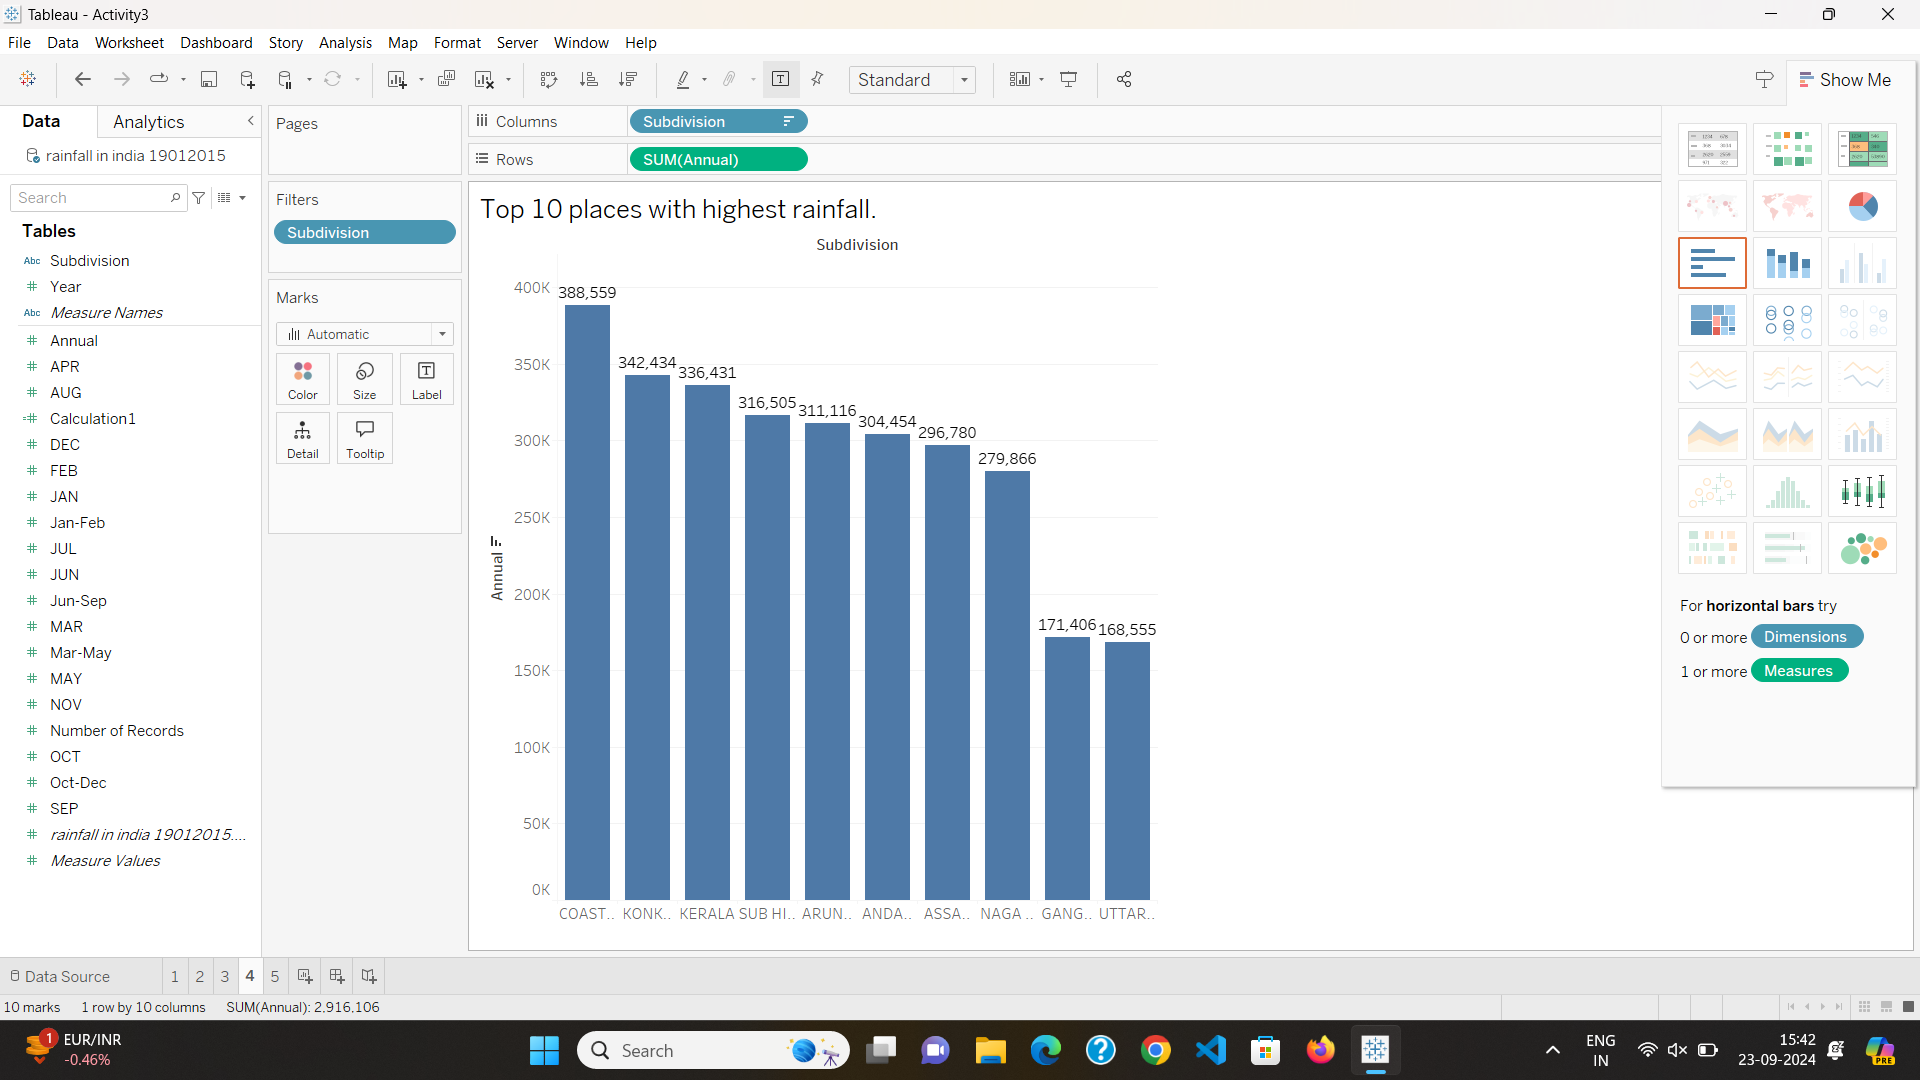 Tableau - Activity3
File Data Worksheet Dashboard Story Analysis Map Format Server Window Help
Standard
Show Me
Data
Analytics
rainfall in india 19012015
Search
Tables
Abc Subdivision
Year
Abc Measure Names
Annual
APR
AUG
Calculation1
DEC
FEB
JAN
Jan-Feb
JUL
JUN
Jun-Sep
MAR
Mar-May
MAY
NOV
Number of Records
OCT
Oct-Dec
SEP
rainfall in india 19012015....
Measure Values
Pages
Filters
Subdivision
Marks
Automatic
Color Size Label
Detail Tooltip
Columns Subdivision
Rows SUM(Annual)
Top 10 places with highest rainfall.
Subdivision
Annual
400K
350K
300K
250K
200K
150K
100K
50K
0K
388,559
342,434
336,431
316,505
311,116
304,454
296,780
279,866
171,406
168,555
COAST.. KONK.. KERALA SUB HI.. ARUN.. ANDA.. ASSA.. NAGA .. GANG.. UTTAR..
For horizontal bars try
0 or more Dimensions
1 or more Measures
Data Source 1 2 3 4 5
10 marks 1 row by 10 columns SUM(Annual): 2,916,106
1
EUR/INR
-0.46%
Search
ENG
IN
15:42
23-09-2024
PRE